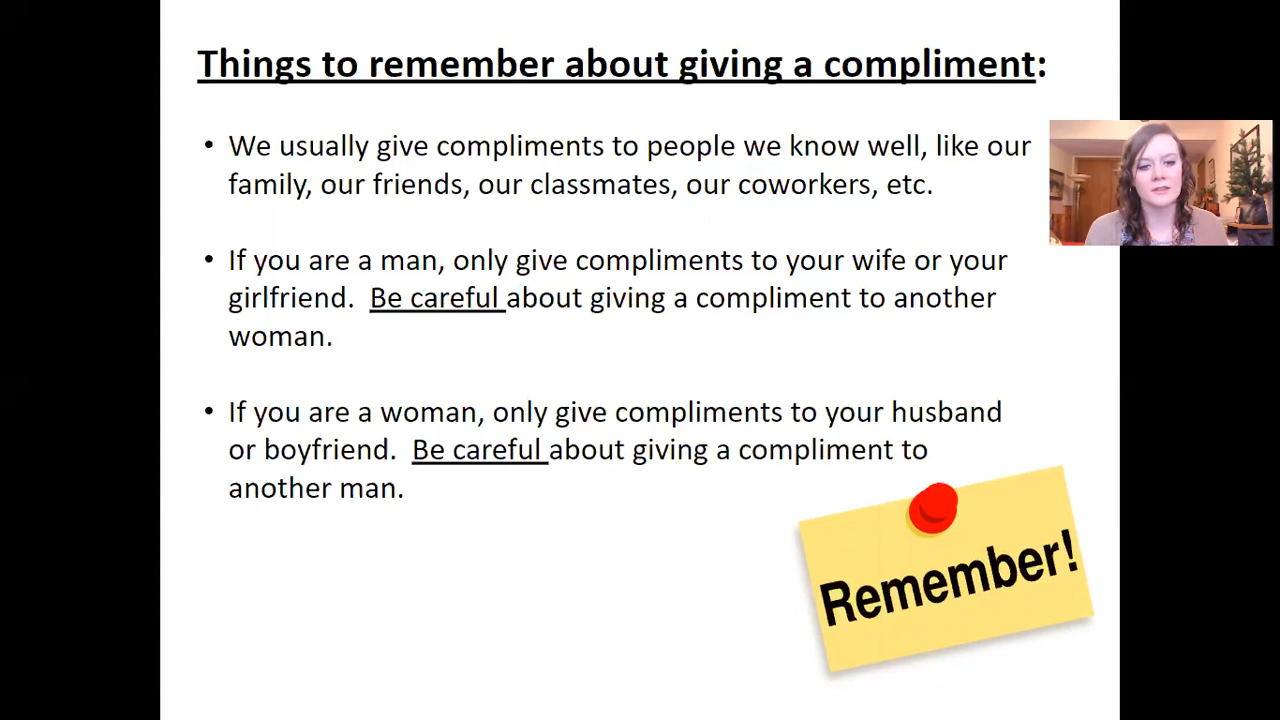 Things to remember about giving a compliment:
• We usually give compliments to people we know well, like our
family, our friends, our classmates, our coworkers, etc.
• If you are a man, only give compliments to your wife or your
girlfriend.  Be careful about giving a compliment to another
woman.
• If you are a woman, only give compliments to your husband
or boyfriend.  Be careful about giving a compliment to
another man.
Remember!